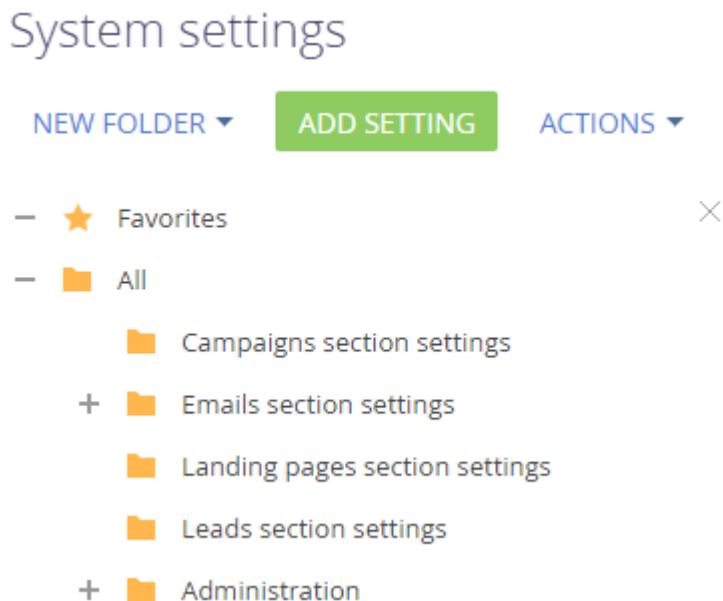 System settings
NEW FOLDER ADD SETTING ACTIONS
Favorites
All
Campaigns section settings
Emails section settings
Landing pages section settings
Leads section settings
Administration